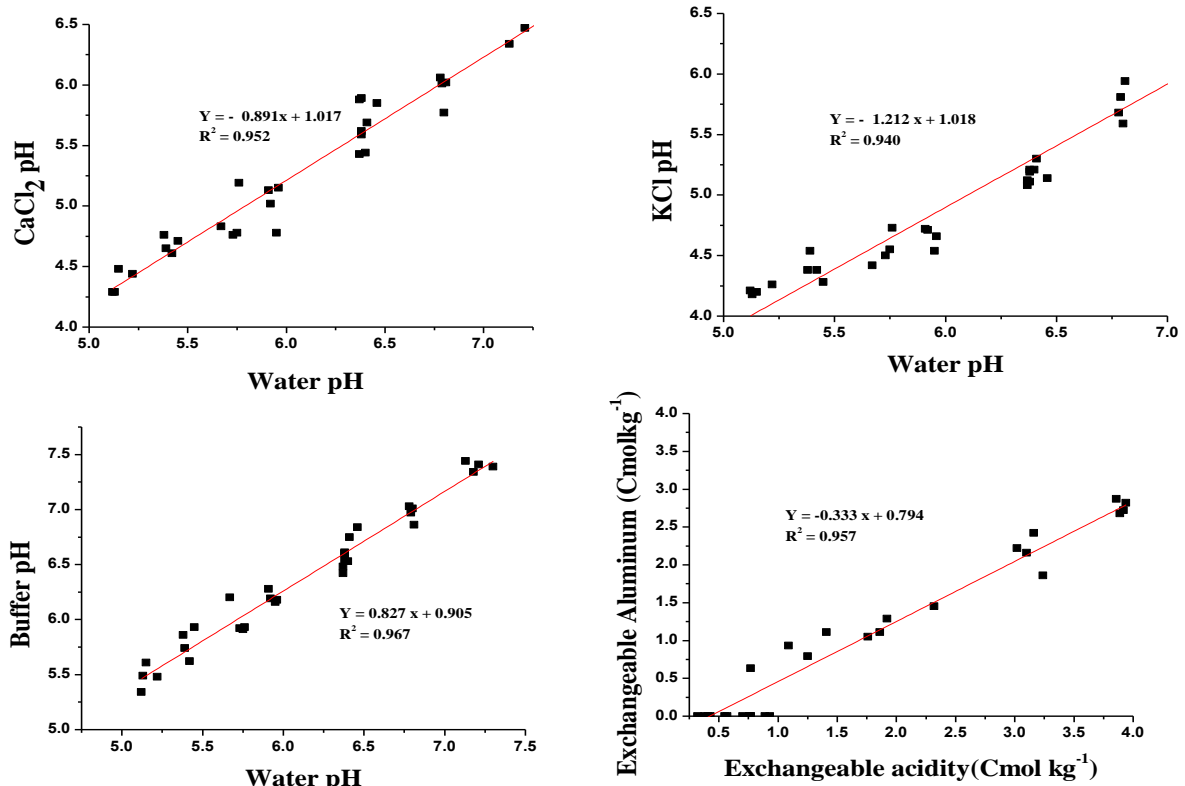 6.5
6.0
5.5
5.0
4.5
4.0
CaCl2 pH
Y = - 0.891x + 1.017
R2 = 0.952
5.0 5.5 6.0 6.5 7.0
Water pH
6.5
6.0
5.5
5.0
4.5
4.0
KCl pH
Y = - 1.212 x + 1.018
R2 = 0.940
5.0 5.5 6.0 6.5 7.0
Water pH
7.5
7.0
6.5
6.0
5.5
5.0
Buffer pH
Y = 0.827 x + 0.905
R2 = 0.967
5.0 5.5 6.0 6.5 7.0 7.5
Water pH
4.0
3.5
3.0
2.5
2.0
1.5
1.0
0.5
0.0
Exchangeable Aluminum (Cmolkg-1)
Y = -0.333 x + 0.794
R2 = 0.957
0.5 1.0 1.5 2.0 2.5 3.0 3.5 4.0
Exchangeable acidity(Cmol kg-1)